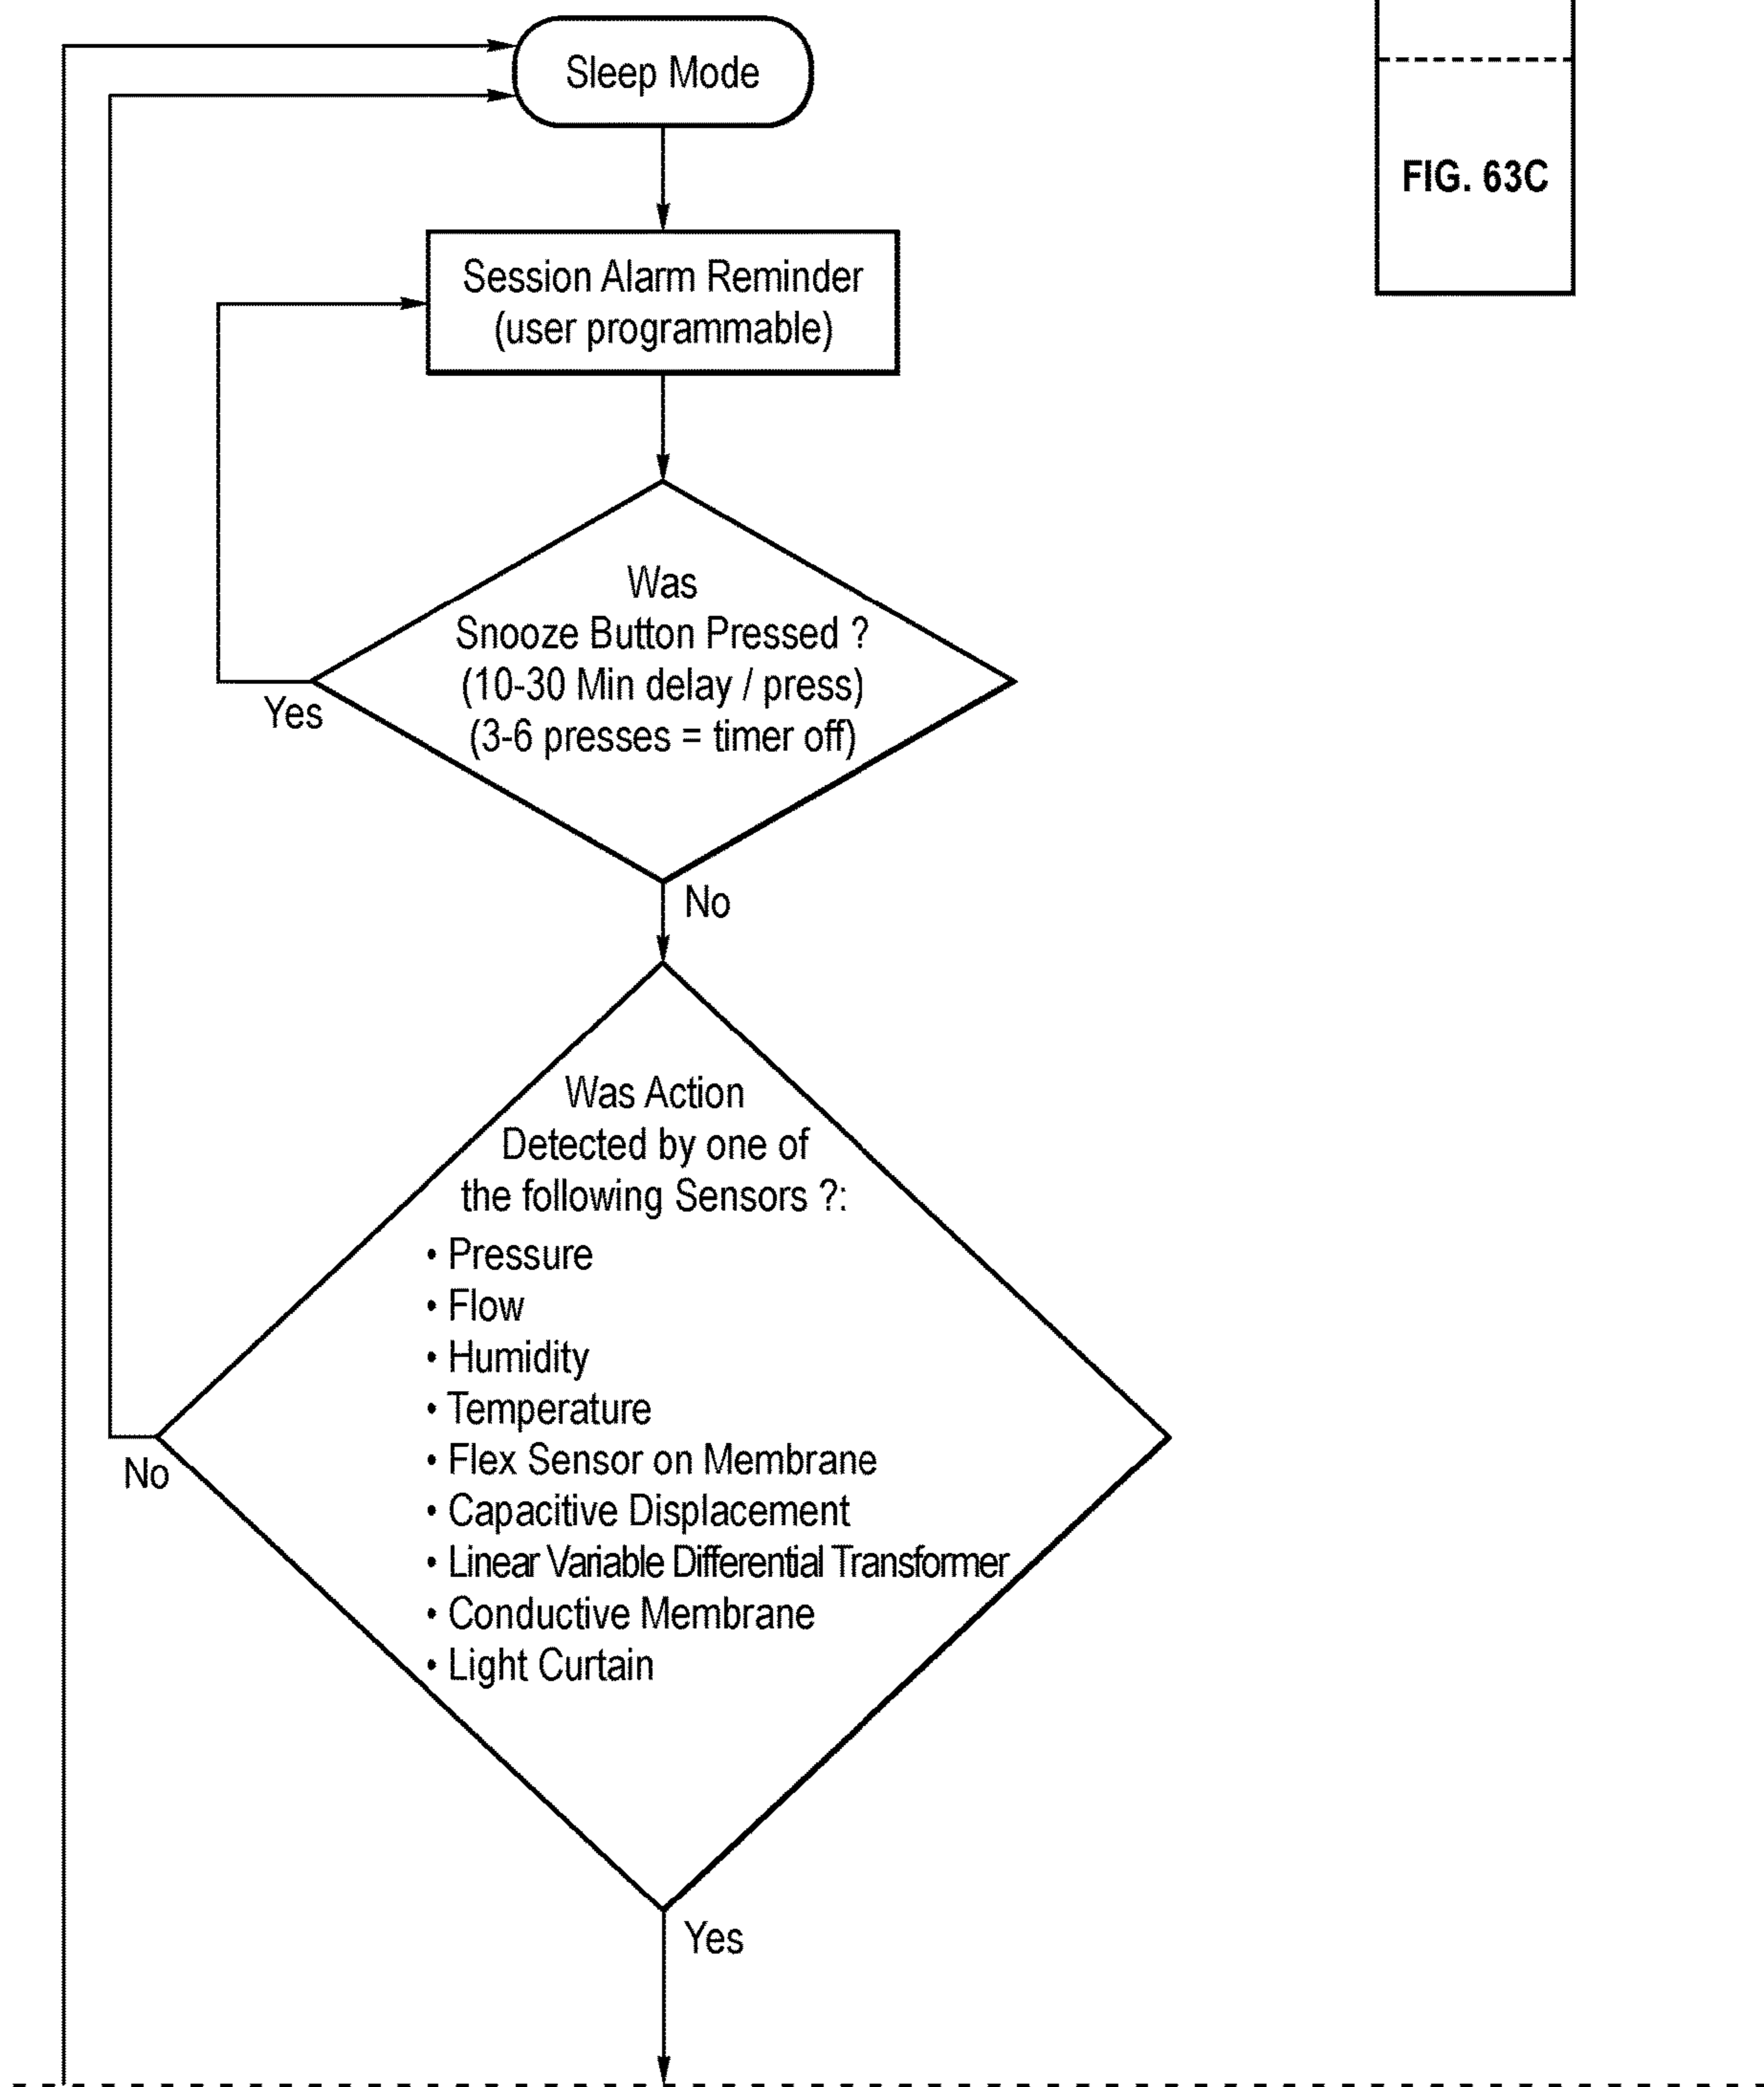 Sleep Mode
FIG. 63C
Session Alarm Reminder
(user programmable)
Was
Snooze Button Pressed ?
(10-30 Min delay / press)
(3-6 presses = timer off)
Yes
No
Was Action
Detected by one of
the following Sensors ?:
• Pressure
• Flow
• Humidity
• Temperature
• Flex Sensor on Membrane
• Capacitive Displacement
• Linear Variable Differential Transformer
• Conductive Membrane
• Light Curtain
No
Yes